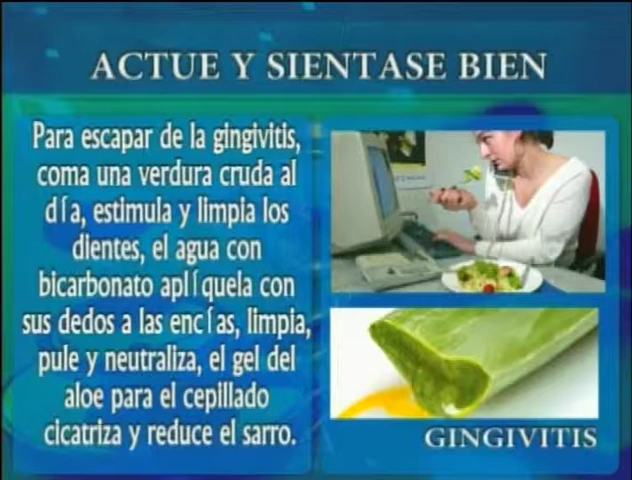 ACTUE Y SIENTASE BIEN
Para escapar de la gingivitis,
coma una verdura cruda al
día, estimula y limpia los
dientes, el agua con
bicarbonato aplíquela con
sus dedos a las encías, limpia,
pule y neutraliza, el gel del
aloe para el cepillado
cicatriza y reduce el sarro.
GINGIVITIS